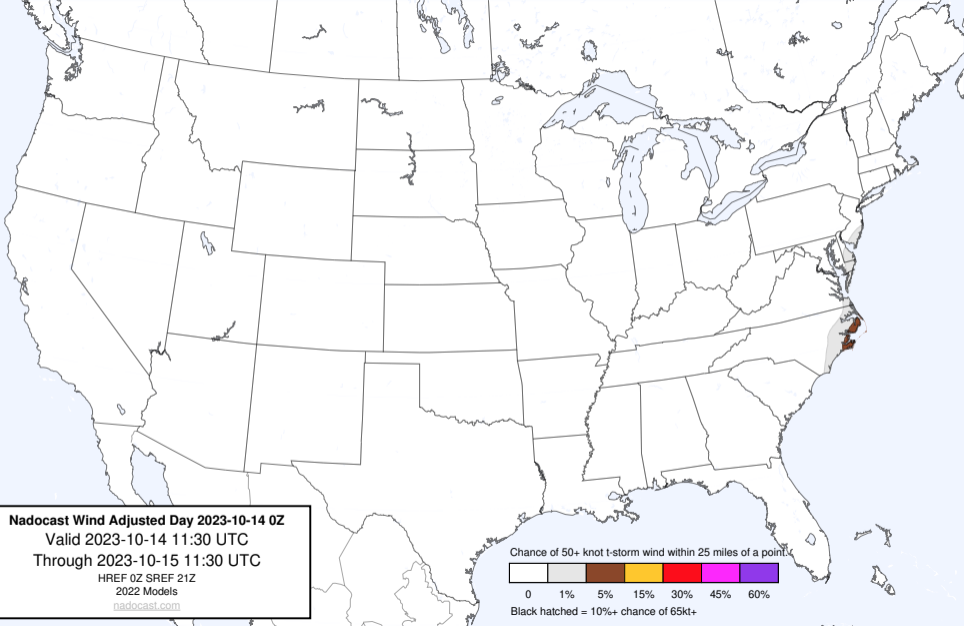 Nadocast Wind Adjusted Day 2023-10-14 0Z
Valid 2023-10-14 11:30 UTC
Through 2023-10-15 11:30 UTC
HREF 0Z SREF 21Z
2022 Models
nadocast.com
Chance of 50+ knot t-storm wind within 25 miles of a point.
0 1% 5% 15% 30% 45% 60%
Black hatched = 10%+ chance of 65kt+